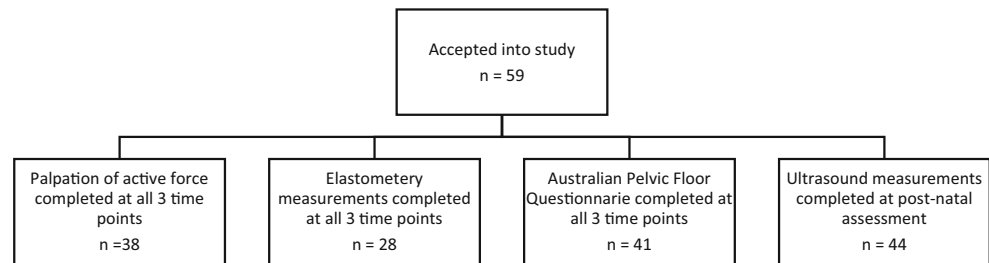 Accepted into study
n = 59
Palpation of active force
completed at all 3 time
points
n =38
Elastometery
measurements completed
at all 3 time points
n = 28
Australian Pelvic Floor
Questionnarie completed at
all 3 time points
n = 41
Ultrasound measurements
completed at post-natal
assessment
n = 44